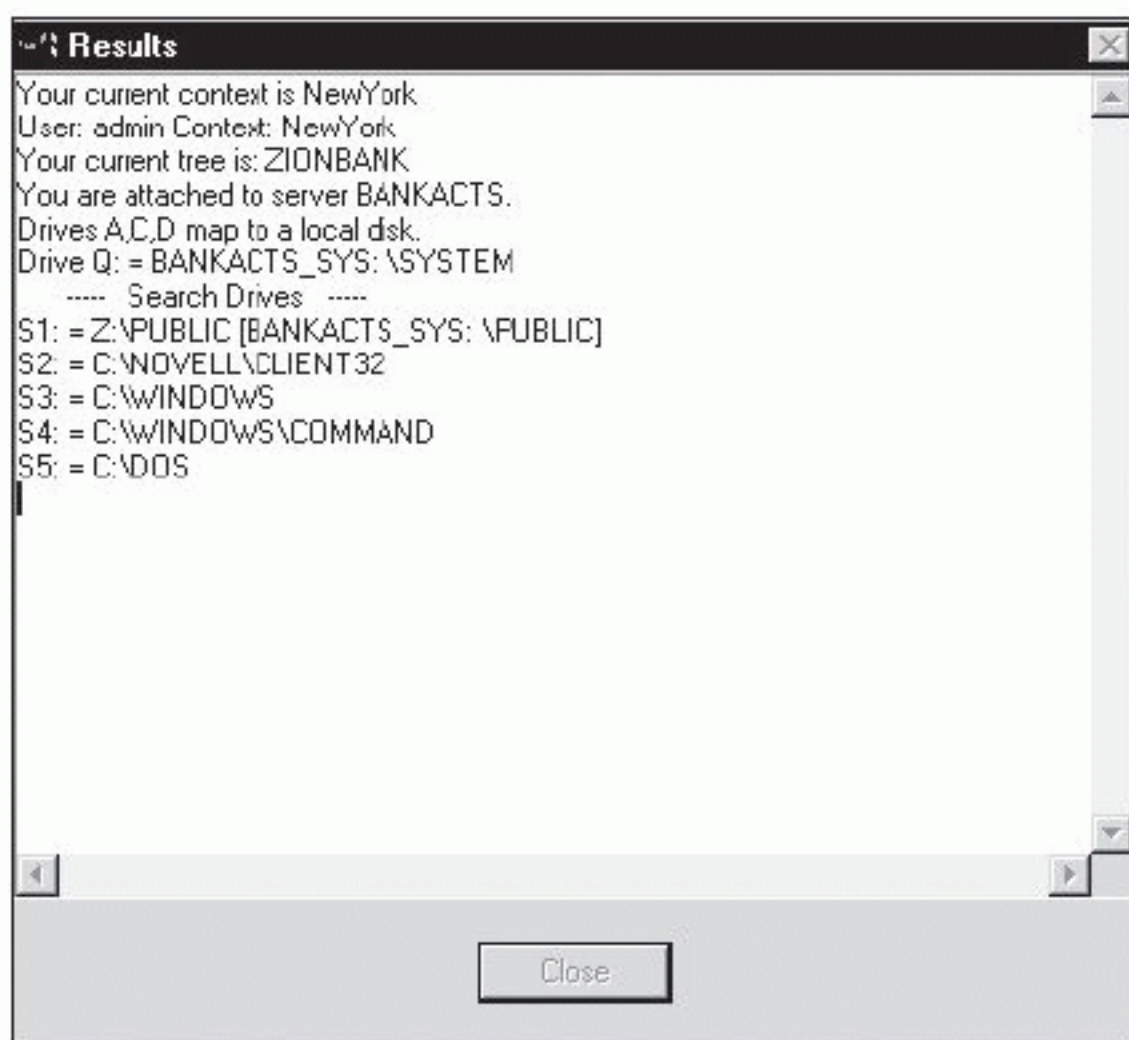 Results
Your current context is NewYork
User: admin Context: NewYork
Your current tree is: ZIONBANK
You are attached to server BANKACTS.
Drives A,C,D map to a local disk.
Drive Q: = BANKACTS_SYS: \SYSTEM
----- Search Drives -----
S1: = Z:\PUBLIC [BANKACTS_SYS: \PUBLIC]
S2: = C:\NOVELL\CLIENT32
S3: = C:\WINDOWS
S4: = C:\WINDOWS\COMMAND
S5: = C:\DOS
Close